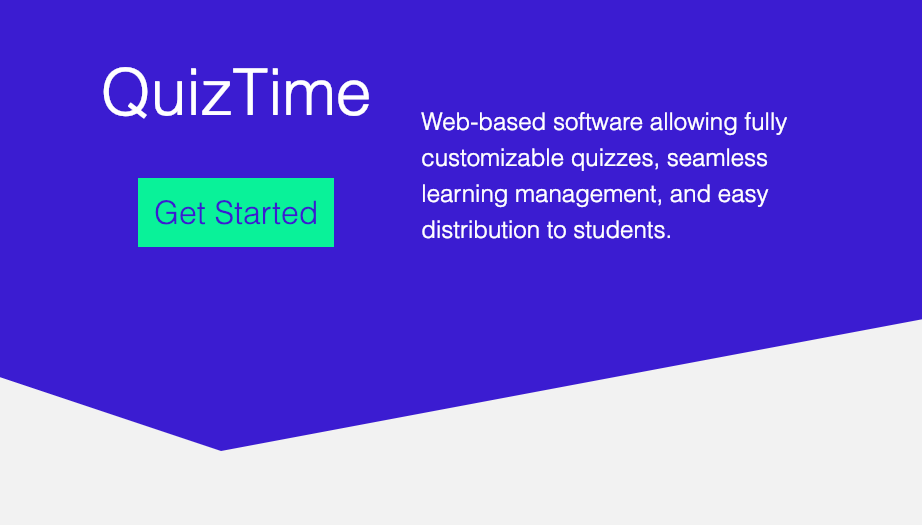 QuizTime
Get Started
Web-based software allowing fully
customizable quizzes, seamless
learning management, and easy
distribution to students.